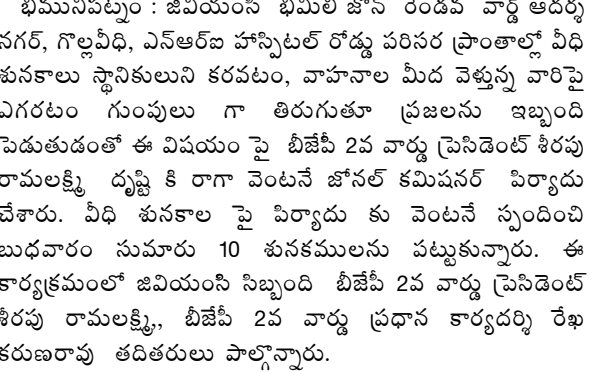 భీమునిపట్నం : జీవియంసి భీమిలి జోన్ రెండవ వార్డ్ ఆదర్శ
నగర్, గొల్లవీధి, ఎన్ఆర్ఐ హాస్పిటల్ రోడ్డు పరిసర ప్రాంతాల్లో వీధి
శునకాలు స్థానికులుని కరవటం, వాహనాల మీద వెళ్తున్న వారిపై
ఎగరటం గుంపులు గా తిరుగుతూ ప్రజలను ఇబ్బంది
పెడుతుడంతో ఈ విషయం పై బీజేపీ 2వ వార్డు ప్రెసిడెంట్ శీరపు
రామలక్ష్మి దృష్టి కి రాగా వెంటనే జోనల్ కమిషనర్ పిర్యాదు
చేశారు. వీధి శునకాల పై పిర్యాదు కు వెంటనే స్పందించి
బుధవారం సుమారు 10 శునకములను పట్టుకున్నారు. ఈ
కార్యక్రమంలో జివియంసి సిబ్బంది బీజేపీ 2వ వార్డు ప్రెసిడెంట్
శీరపు రామలక్ష్మి,, బీజేపీ 2వ వార్డు ప్రధాన కార్యదర్శి రేఖ
కరుణరావు తదితరులు పాల్గొన్నారు.